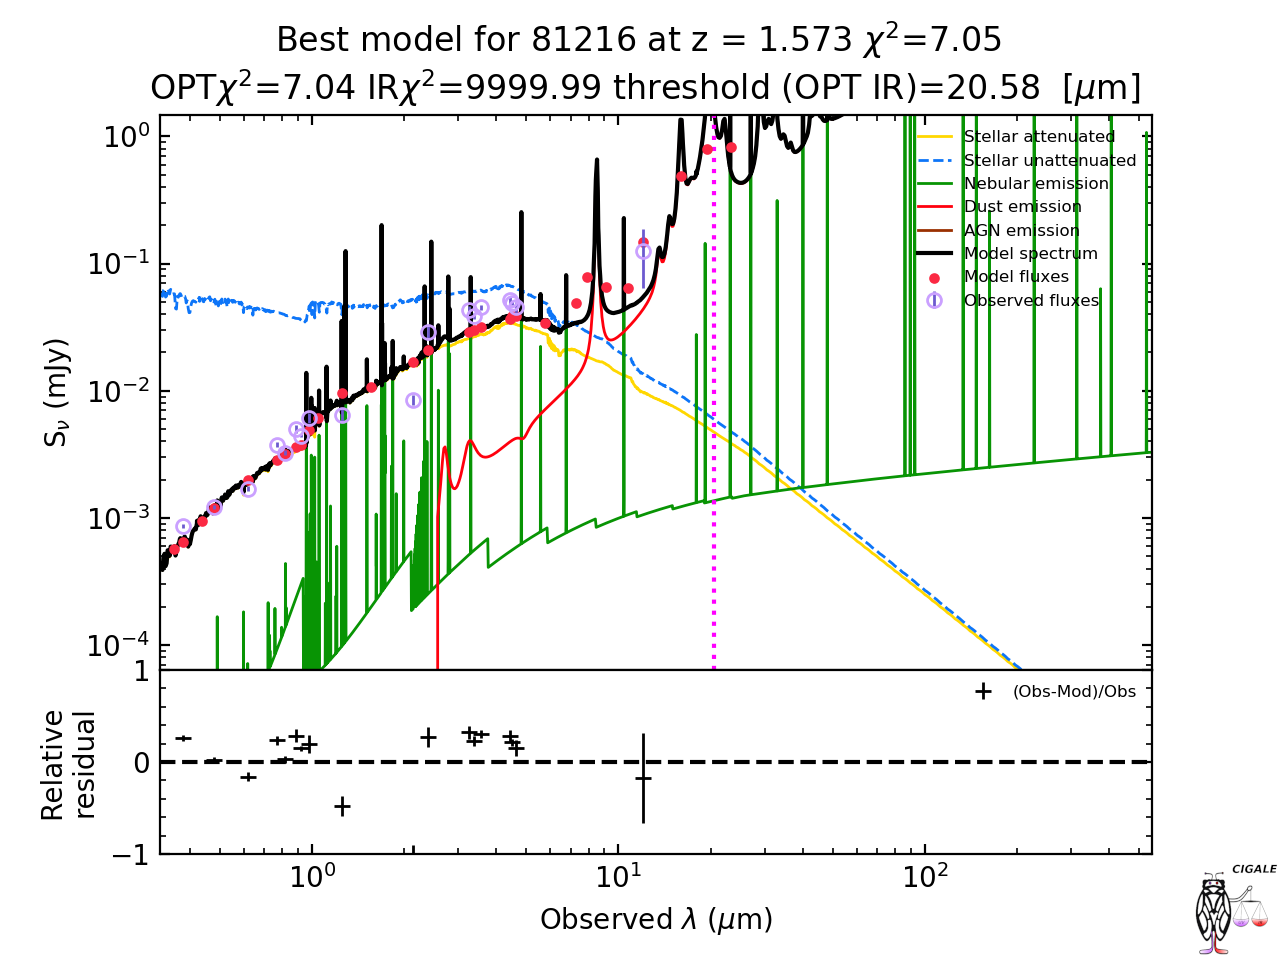 Best model for 81216 at z = 1.573 χ²=7.05
OPTχ²=7.04 IRχ²=9999.99 threshold (OPT IR)=20.58 [μm]
10⁰
10⁻¹
10⁻²
10⁻³
10⁻⁴
S_ν (mJy)
Stellar attenuated
Stellar unattenuated
Nebular emission
Dust emission
AGN emission
Model spectrum
Model fluxes
Observed fluxes
1
0
−1
Relative
residual
(Obs-Mod)/Obs
10⁰
10¹
10²
Observed λ (μm)
CIGALE